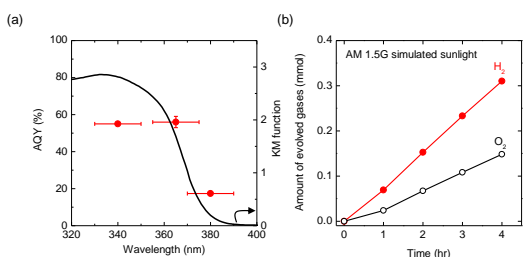 (a)
100
80
60
40
20
0
AQY (%)
3
2
1
0
KM function
320 340 360 380 400
Wavelength (nm)
(b)
AM 1.5G simulated sunlight
H2
O2
0.4
0.3
0.2
0.1
0.0
Amount of evolved gases (mmol)
0 1 2 3 4
Time (hr)